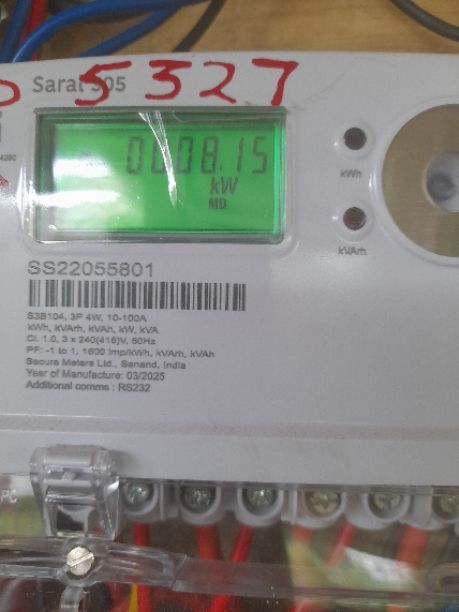 Saral 305
5327
0008.15
kW
MD
kWh
kVArh
SS22055801
S3B104, 3P 4W, 10-100A
kWh, kVArh, kVAh, kW, kVA
Cl. 1.0, 3 x 240(415)V, 50Hz
PF: -1 to 1, 1600 imp/kWh, kVArh, kVAh
Secure Meters Ltd., Sanand, India
Year of Manufacture: 03/2025
Additional comms : RS232
PC